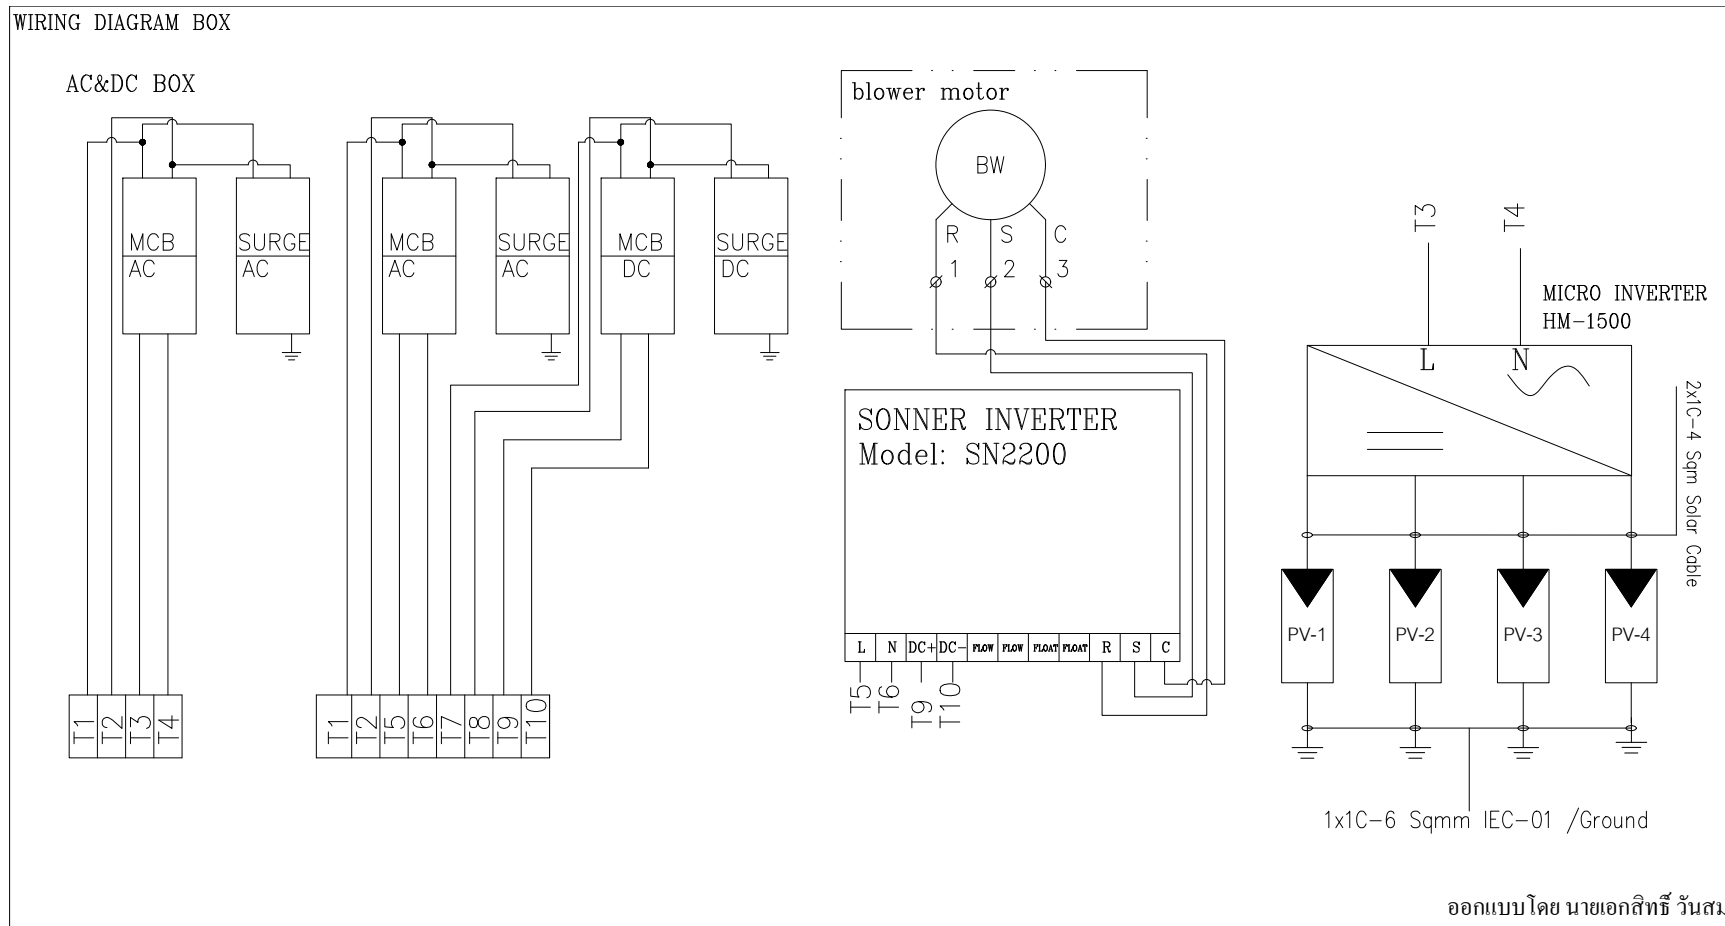 WIRING DIAGRAM BOX
AC&DC BOX
MCB
AC
SURGE
AC
MCB
AC
SURGE
AC
MCB
DC
SURGE
DC
T1
T2
T3
T4
T1
T2
T5
T6
T7
T8
T9
T10
blower motor
BW
R S C
1 2 3
SONNER INVERTER
Model: SN2200
L N DC+ DC- FLOW FLOW FLOAT FLOAT R S C
T5
T6
T9
T10
T3
T4
MICRO INVERTER
HM-1500
L N
2x1C-4 Sqm Solar Cable
PV-1 PV-2 PV-3 PV-4
1x1C-6 Sqmm IEC-01 /Ground
ออกแบบโดย นายเอกสิทธิ์ วันสม